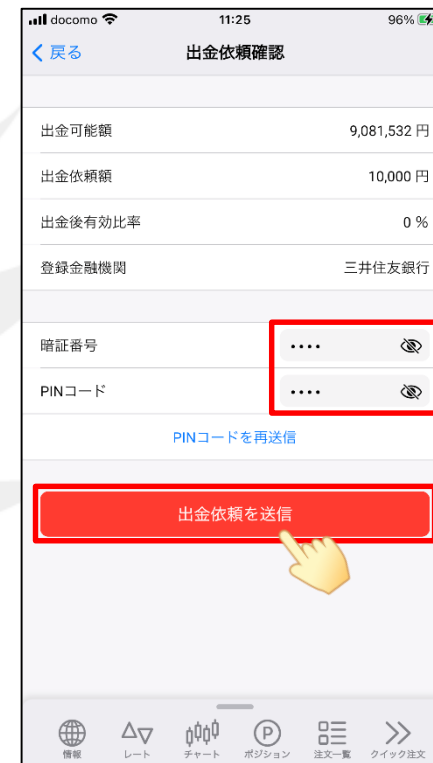 docomo 11:25 96%
戻る 出金依頼確認
出金可能額 9,081,532 円
出金依頼額 10,000 円
出金後有効比率 0 %
登録金融機関 三井住友銀行
暗証番号 ••••
PINコード ••••
PINコードを再送信
出金依頼を送信
P
情報 レート チャート ポジション 注文一覧 クイック注文